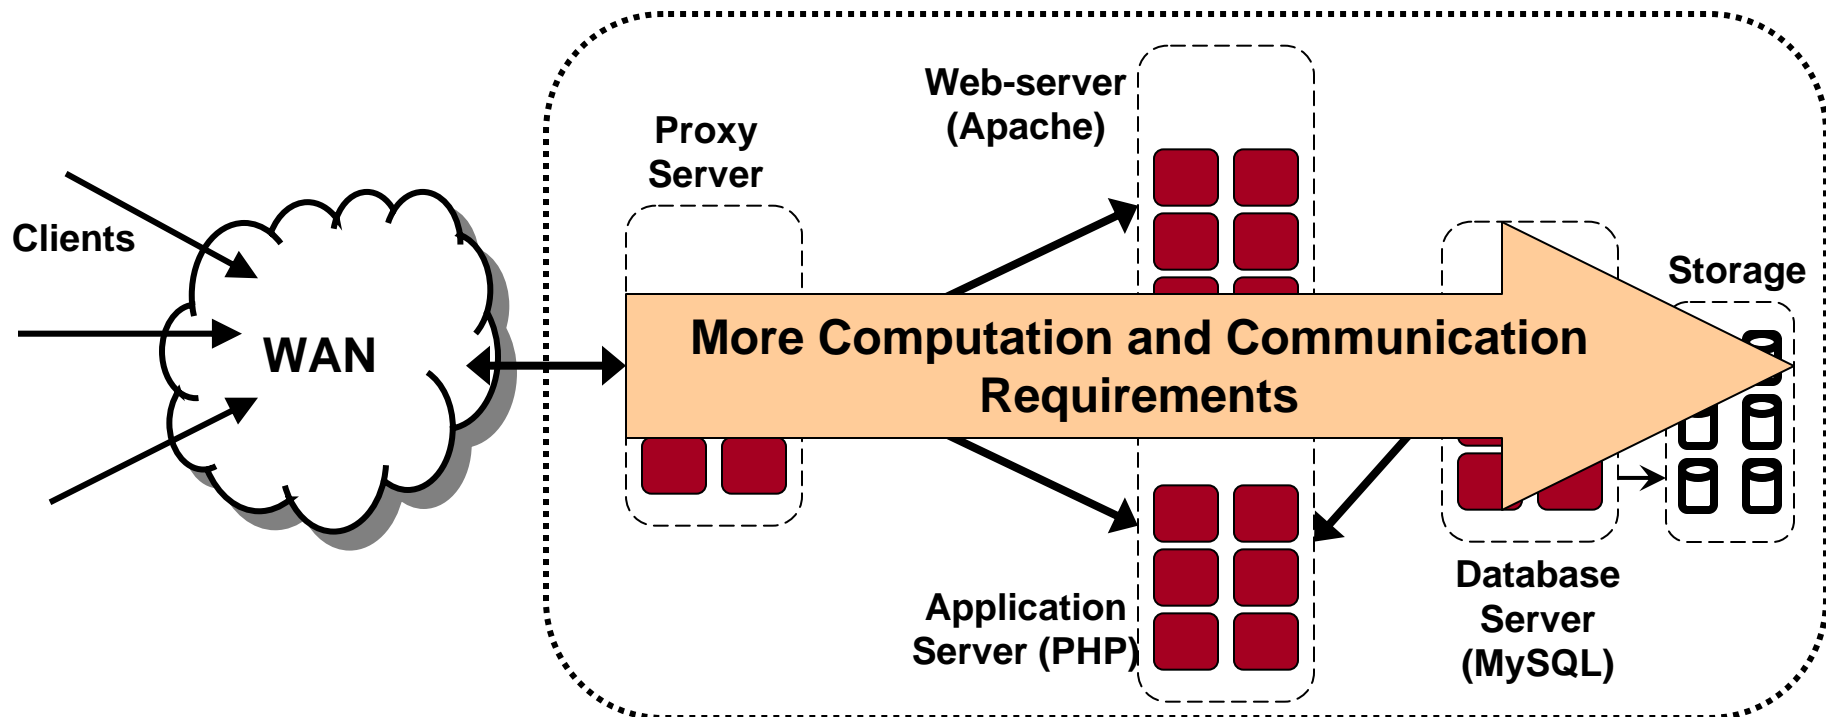 Clients
WAN
Proxy
Server
Web-server
(Apache)
More Computation and Communication
Requirements
Application
Server (PHP)
Storage
Database
Server
(MySQL)